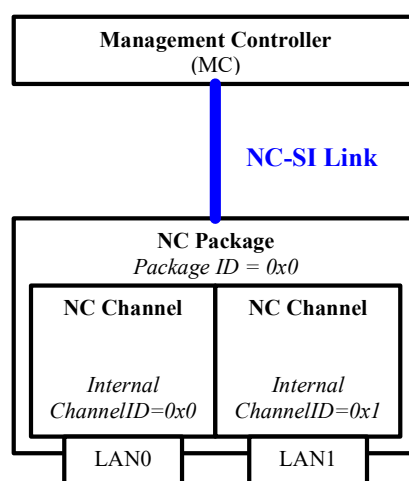 Management Controller
(MC)
NC-SI Link
NC Package
Package ID = 0x0
NC Channel
NC Channel
Internal
ChannelID=0x0
Internal
ChannelID=0x1
LAN0
LAN1